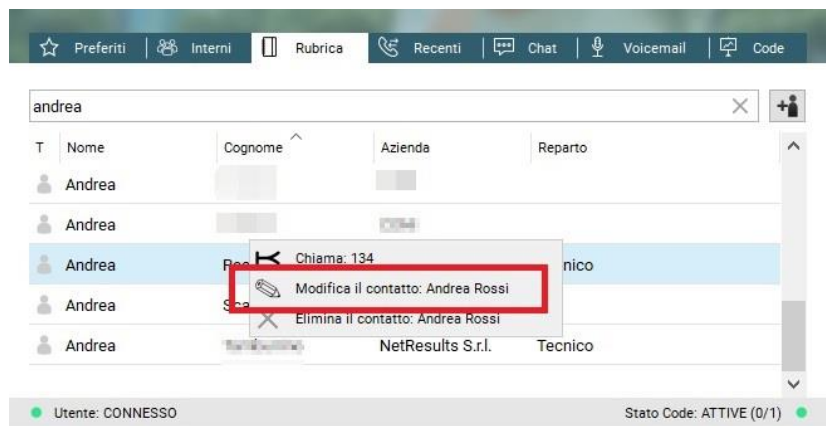 Preferiti Interni Rubrica Recenti Chat Voicemail Code
andrea
T Nome Cognome Azienda Reparto
Andrea
Andrea
Andrea
Chiama: 134
Modifica il contatto: Andrea Rossi
Elimina il contatto: Andrea Rossi
Andrea
Andrea NetResults S.r.l. Tecnico
Utente: CONNESSO Stato Code: ATTIVE (0/1)